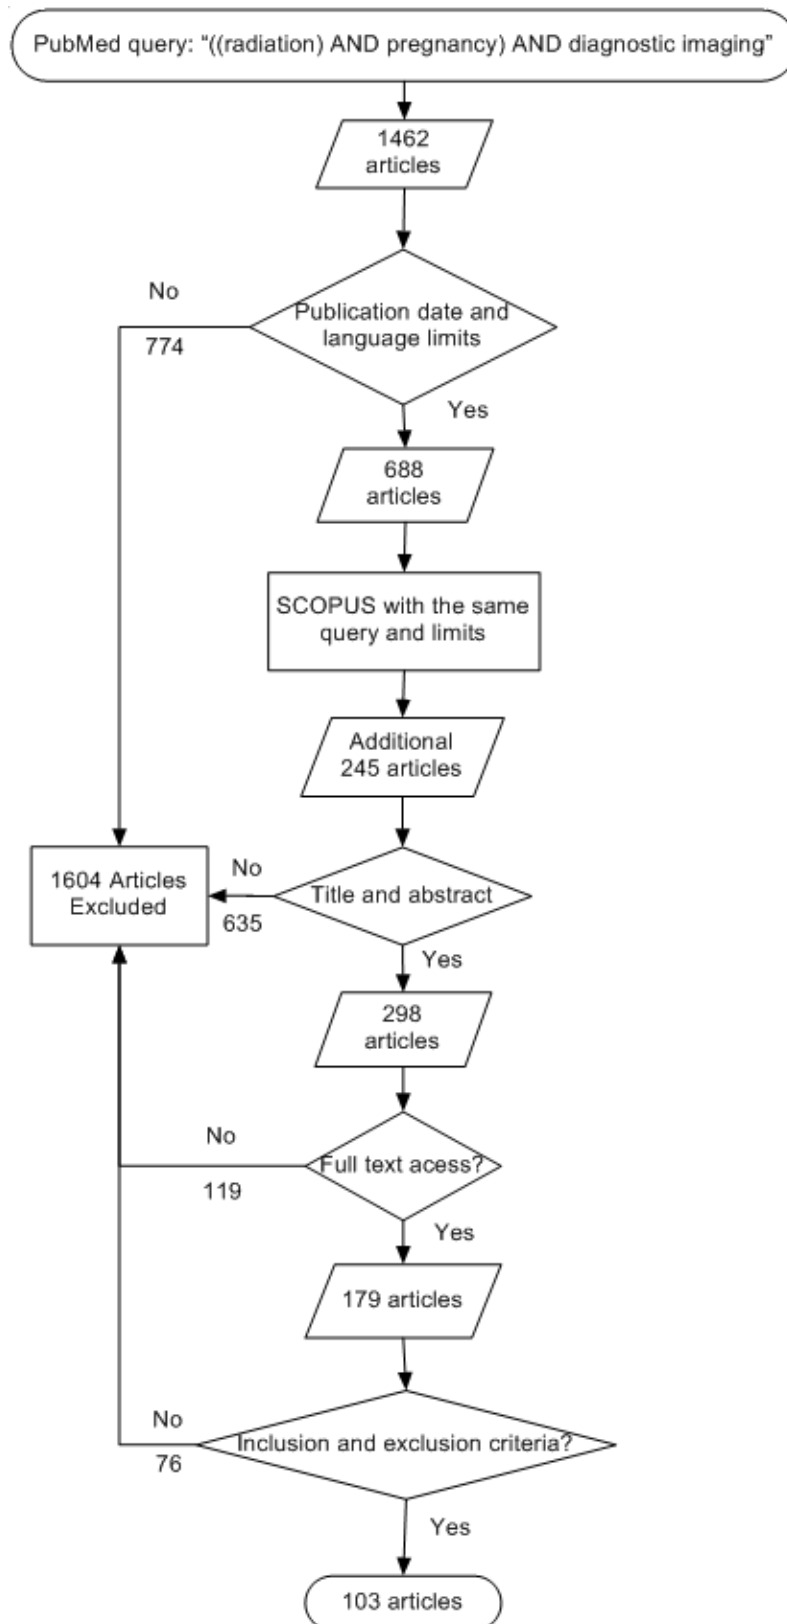 PubMed query: “((radiation) AND pregnancy) AND diagnostic imaging”
1462
articles
No
Publication date and
language limits
774
Yes
688
articles
SCOPUS with the same
query and limits
Additional
245 articles
1604 Articles
Excluded
No
Title and abstract
635
Yes
298
articles
No
Full text acess?
119
Yes
179 articles
No
Inclusion and exclusion criteria?
76
Yes
103 articles